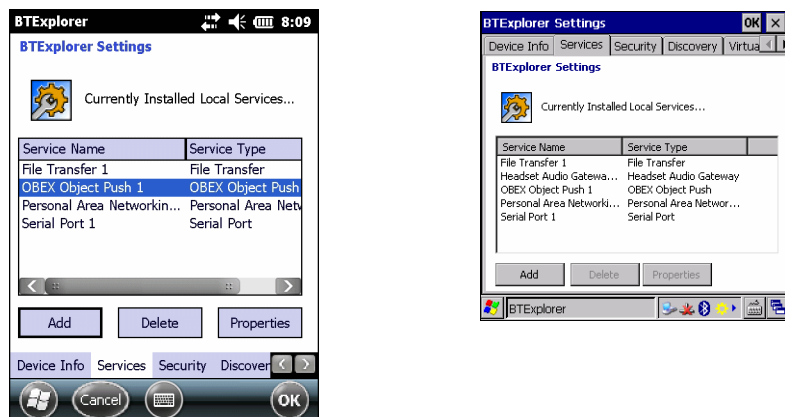 BTExplorer 8:09
BTExplorer Settings
Currently Installed Local Services...
Service Name Service Type
File Transfer 1 File Transfer
OBEX Object Push 1 OBEX Object Push
Personal Area Networkin... Personal Area Netw
Serial Port 1 Serial Port
Add Delete Properties
Device Info Services Security Discover
Cancel OK
BTExplorer Settings OK
Device Info Services Security Discovery Virtua
BTExplorer Settings
Currently Installed Local Services...
Service Name Service Type
File Transfer 1 File Transfer
Headset Audio Gatewa... Headset Audio Gateway
OBEX Object Push 1 OBEX Object Push
Personal Area Networki... Personal Area Networ...
Serial Port 1 Serial Port
Add Delete Properties
BTExplorer